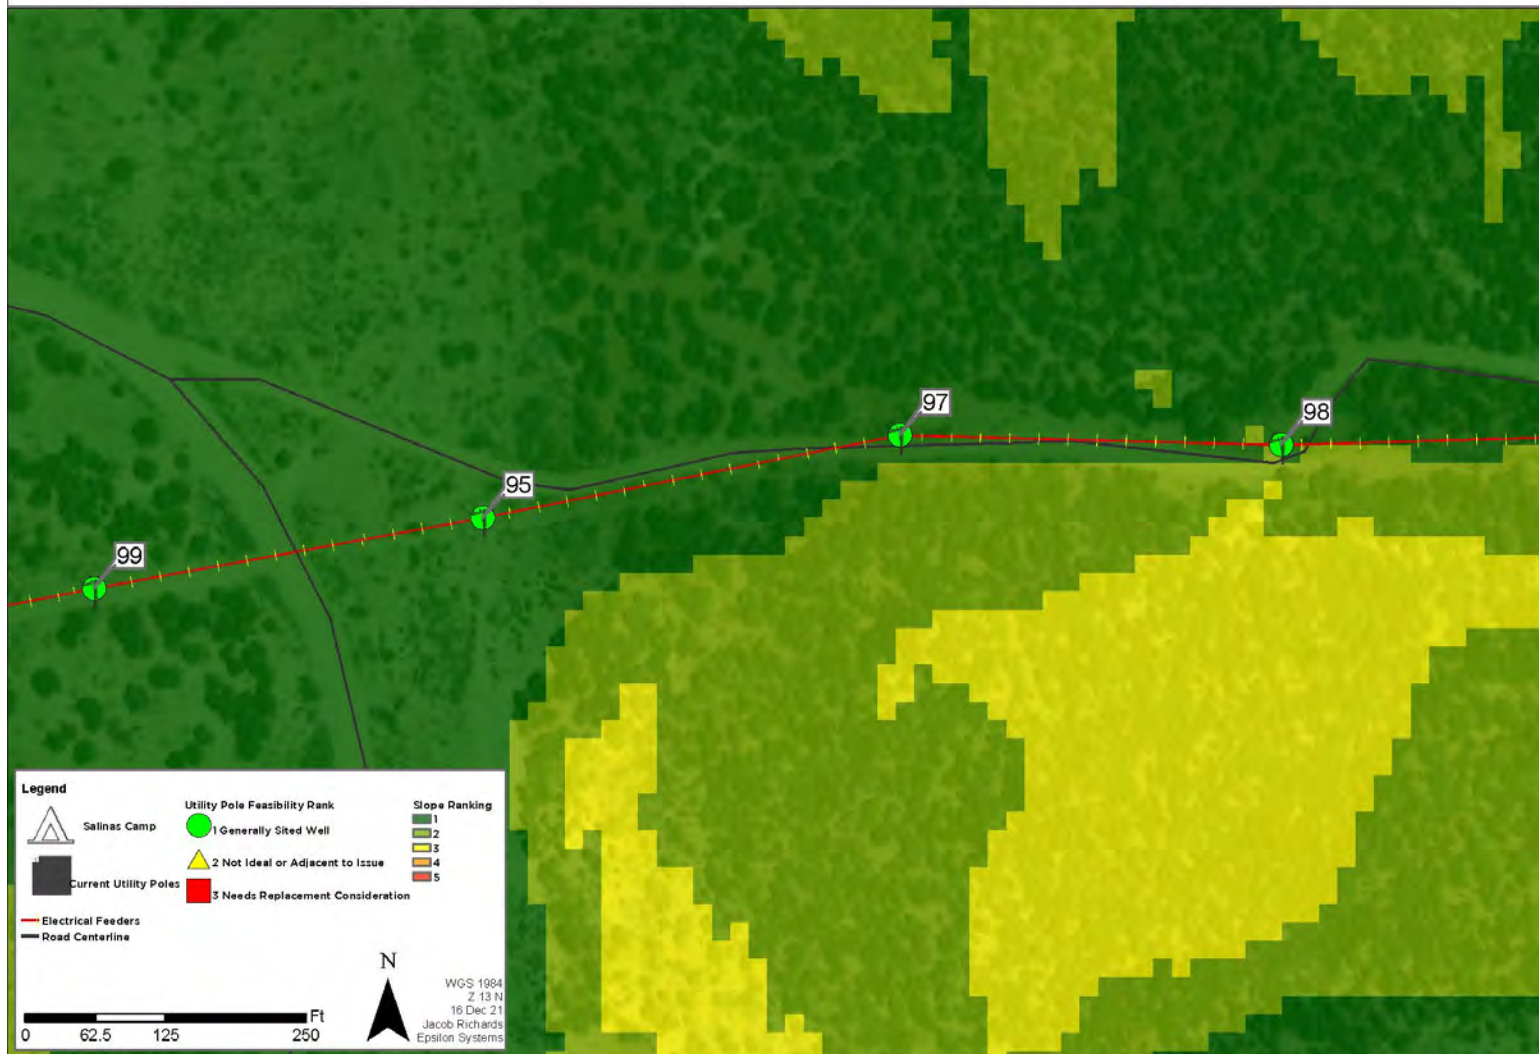 97
98
95
99
Legend
Salinas Camp
Current Utility Poles
Electrical Feeders
Road Centerline
Utility Pole Feasibility Rank
1 Generally Sited Well
2 Not Ideal or Adjacent to Issue
3 Needs Replacement Consideration
Slope Ranking
1
2
3
4
5
N
WGS 1984
Z 13 N
16 Dec 21
Jacob Richards
Epsilon Systems
Ft
0 62.5 125 250